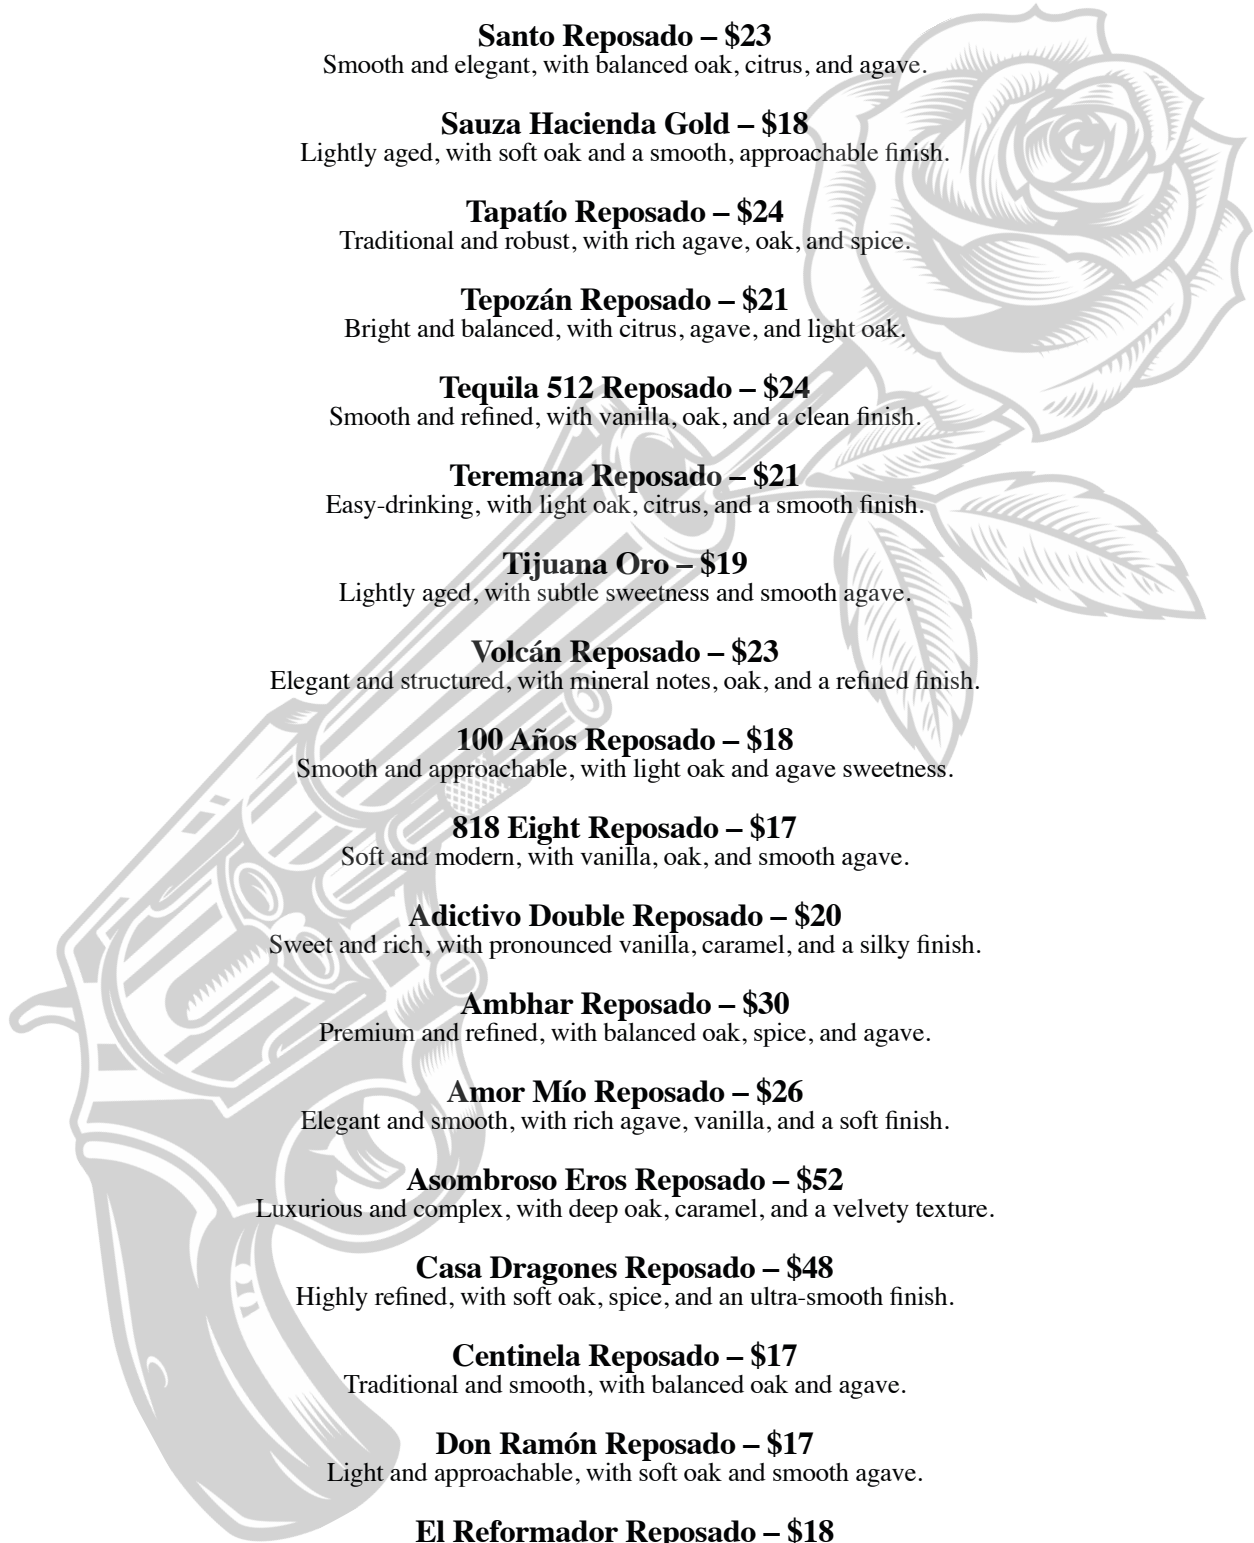 Santo Reposado – $23
Smooth and elegant, with balanced oak, citrus, and agave.
Sauza Hacienda Gold – $18
Lightly aged, with soft oak and a smooth, approachable finish.
Tapatío Reposado – $24
Traditional and robust, with rich agave, oak, and spice.
Tepozán Reposado – $21
Bright and balanced, with citrus, agave, and light oak.
Tequila 512 Reposado – $24
Smooth and refined, with vanilla, oak, and a clean finish.
Teremana Reposado – $21
Easy-drinking, with light oak, citrus, and a smooth finish.
Tijuana Oro – $19
Lightly aged, with subtle sweetness and smooth agave.
Volcán Reposado – $23
Elegant and structured, with mineral notes, oak, and a refined finish.
100 Años Reposado – $18
Smooth and approachable, with light oak and agave sweetness.
818 Eight Reposado – $17
Soft and modern, with vanilla, oak, and smooth agave.
Adictivo Double Reposado – $20
Sweet and rich, with pronounced vanilla, caramel, and a silky finish.
Ambhar Reposado – $30
Premium and refined, with balanced oak, spice, and agave.
Amor Mío Reposado – $26
Elegant and smooth, with rich agave, vanilla, and a soft finish.
Asombroso Eros Reposado – $52
Luxurious and complex, with deep oak, caramel, and a velvety texture.
Casa Dragones Reposado – $48
Highly refined, with soft oak, spice, and an ultra-smooth finish.
Centinela Reposado – $17
Traditional and smooth, with balanced oak and agave.
Don Ramón Reposado – $17
Light and approachable, with soft oak and smooth agave.
El Reformador Reposado – $18